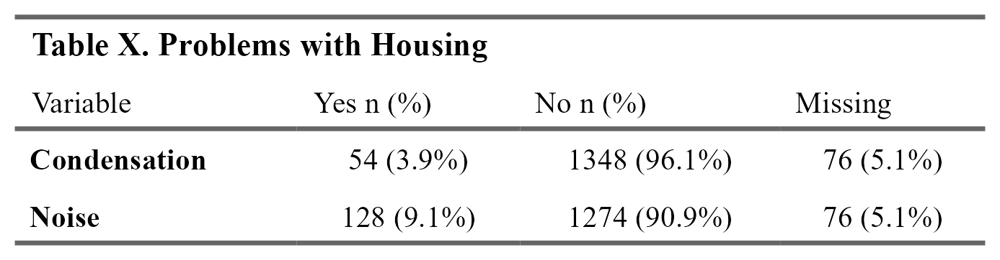 Table X. Problems with Housing
Variable Yes n (%) No n (%) Missing
Condensation 54 (3.9%) 1348 (96.1%) 76 (5.1%)
Noise 128 (9.1%) 1274 (90.9%) 76 (5.1%)